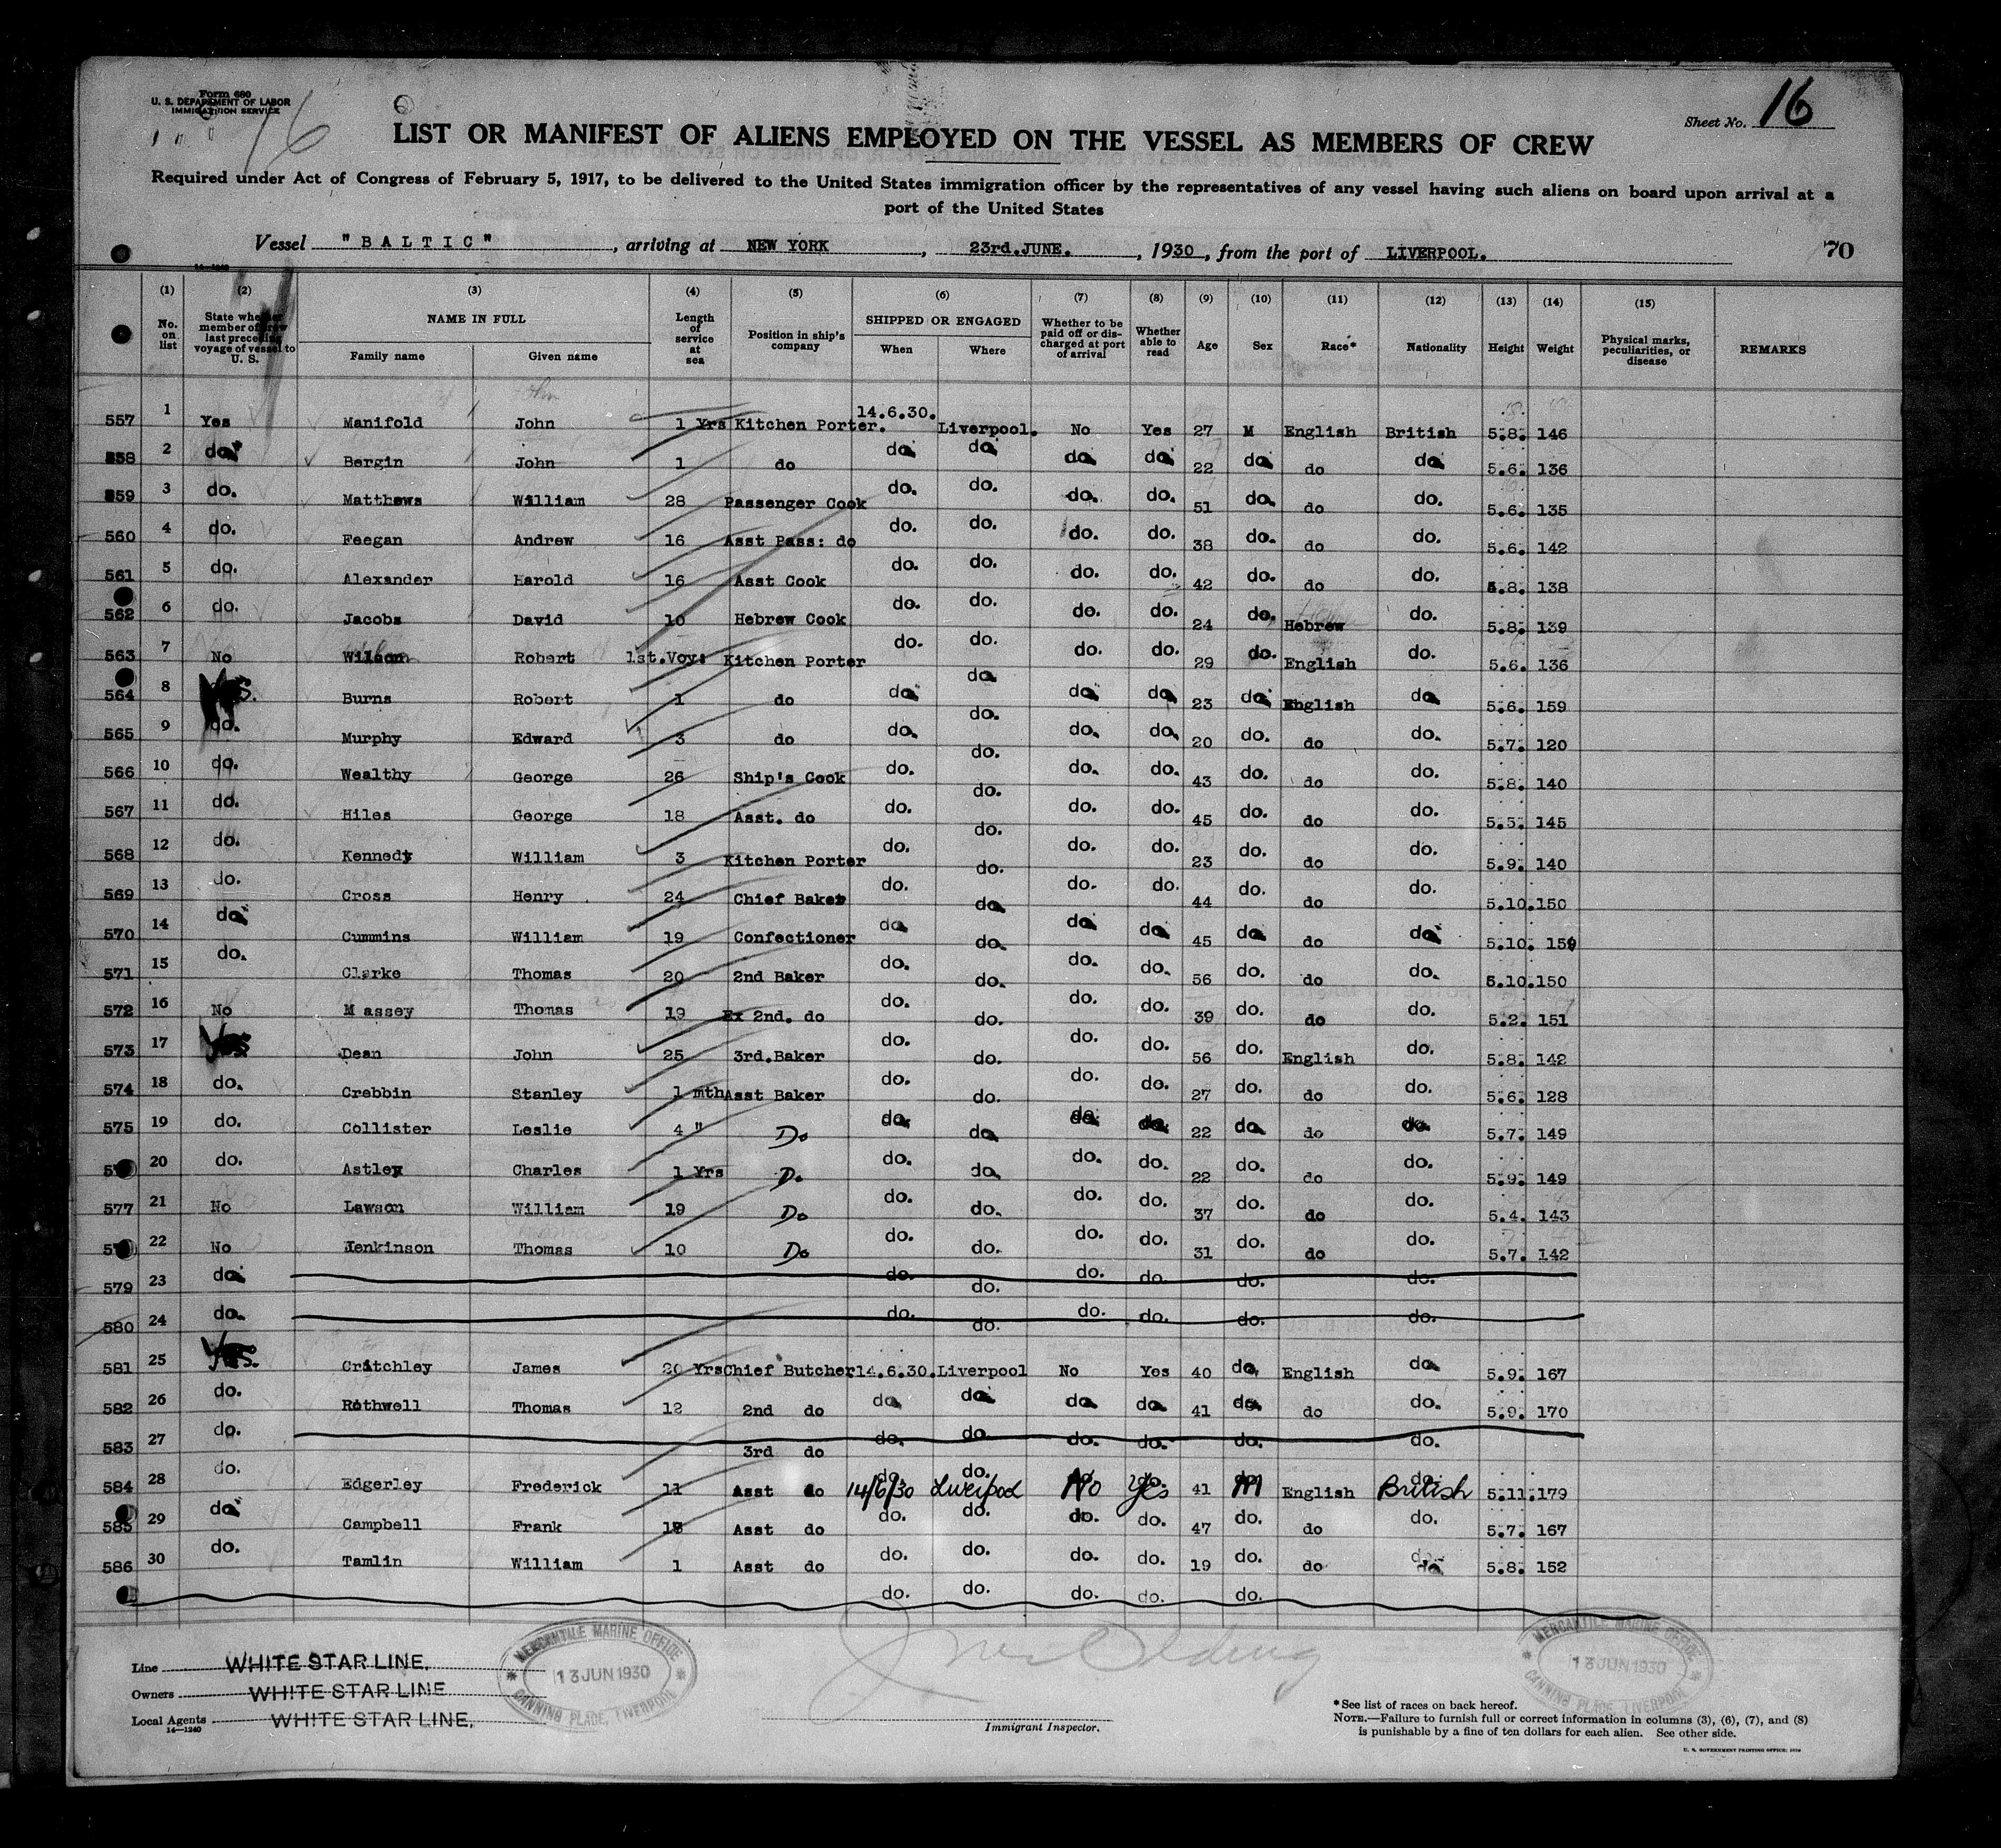 Form 680
U. S. DEPARTMENT OF LABOR
IMMIGRATION SERVICE
16
Sheet No. 16
LIST OR MANIFEST OF ALIENS EMPLOYED ON THE VESSEL AS MEMBERS OF CREW
Required under Act of Congress of February 5, 1917, to be delivered to the United States immigration officer by the representatives of any vessel having such aliens on board upon arrival at a
port of the United States
Vessel "BALTIC", arriving at NEW YORK, 23rd.JUNE., 1930, from the port of LIVERPOOL. 70
14—1240
(1) (2) (3) (4) (5) (6) (7) (8) (9) (10) (11) (12) (13) (14) (15)
No. on list State whether member of crew last preceding voyage of vessel to U. S. NAME IN FULL Family name Given name Length of service at sea Position in ship's company SHIPPED OR ENGAGED When Where Whether to be paid off or discharged at port of arrival Whether able to read Age Sex Race* Nationality Height Weight Physical marks, peculiarities, or disease REMARKS
557 1 Yes Manifold John 1 Yrs Kitchen Porter. 14.6.30. Liverpool. No Yes 27 M English British 5.8. 146
558 2 do. Bergin John 1 do do do do do 22 do do do 5.6. 136
559 3 do. Matthews William 28 Passenger Cook do. do. do. do. 51 do. do do. 5.6. 135
560 4 do. Feegan Andrew 16 Asst Pass: do do. do. do. do. 38 do. do do. 5.6. 142
561 5 do. Alexander Harold 16 Asst Cook do. do. do. do. 42 do. do do. 5.8. 138
562 6 do. Jacobs David 10 Hebrew Cook do. do. do. do. 24 do. Hebrew do. 5.8. 139
563 7 No Wilson Robert 1st.Voy: Kitchen Porter do. do. do. do. 29 do. English do. 5.6. 136
564 8 Yes. Burns Robert 1 do do do do do 23 do English do 5.6. 159
565 9 do. Murphy Edward 3 do do. do. do. do. 20 do. do do. 5.7. 120
566 10 do. Wealthy George 26 Ship's Cook do. do. do. do. 43 do. do do. 5.8. 140
567 11 do. Hiles George 18 Asst. do do. do. do. do. 45 do. do do. 5.5. 145
568 12 do. Kennedy William 3 Kitchen Porter do. do. do. do. 23 do. do do. 5.9. 140
569 13 do. Cross Henry 24 Chief Baker do. do. do. do. 44 do. do do. 5.10. 150
570 14 do Cummins William 19 Confectioner do do. do do 45 do do do 5.10. 159
571 15 do. Clarke Thomas 20 2nd Baker do. do. do. do. 56 do. do do. 5.10. 150
572 16 No M assey Thomas 19 Ex 2nd. do do. do. do. do. 39 do. do do. 5.2. 151
573 17 Yes Dean John 25 3rd.Baker do. do. do. do. 56 do. English do. 5.8. 142
574 18 do. Crebbin Stanley 1 mth Asst Baker do. do. do. do. 27 do. do do. 5.6. 128
575 19 do. Collister Leslie 4 " Do do. do do. do. 22 do do do. 5.7. 149
20 do. Astley Charles 1 Yrs Do do. do. do. do. 22 do. do do. 5.9. 149
577 21 No Lawson William 19 Do do. do. do. do. 37 do. do do. 5.4. 143
22 No Jenkinson Thomas 10 Do do. do. do. do. 31 do. do do. 5.7. 142
579 23 do do. do. do. do. do. do.
580 24 do. do. do. do. do. do. do.
581 25 Yes. Critchley James 20 Yrs Chief Butcher 14.6.30. Liverpool No Yes 40 do. English do 5.9. 167
582 26 do. Rothwell Thomas 12 2nd do do do do do 41 do. do do. 5.9. 170
583 27 do. 3rd do do. do. do. do. do. do.
584 28 do. Edgerley Frederick 11 Asst do 14/6/30 Liverpool No Yes 41 M English British 5.11. 179
585 29 do Campbell Frank Asst do do. do. do. do. 47 do. do do. 5.7. 167
586 30 do. Tamlin William 1 Asst do do. do. do. do. 19 do. do do 5.8. 152
do. do. do. do. do.
Line WHITE STAR LINE.
Owners WHITE STAR LINE
Local Agents WHITE STAR LINE.
14—1240
MERCANTILE MARINE OFFICE
13 JUN 1930
CANNING PLACE, LIVERPOOL
Immigrant Inspector.
MERCANTILE MARINE OFFICE
13 JUN 1930
CANNING PLACE, LIVERPOOL
*See list of races on back hereof.
NOTE.—Failure to furnish full or correct information in columns (3), (6), (7), and (8)
is punishable by a fine of ten dollars for each alien. See other side.